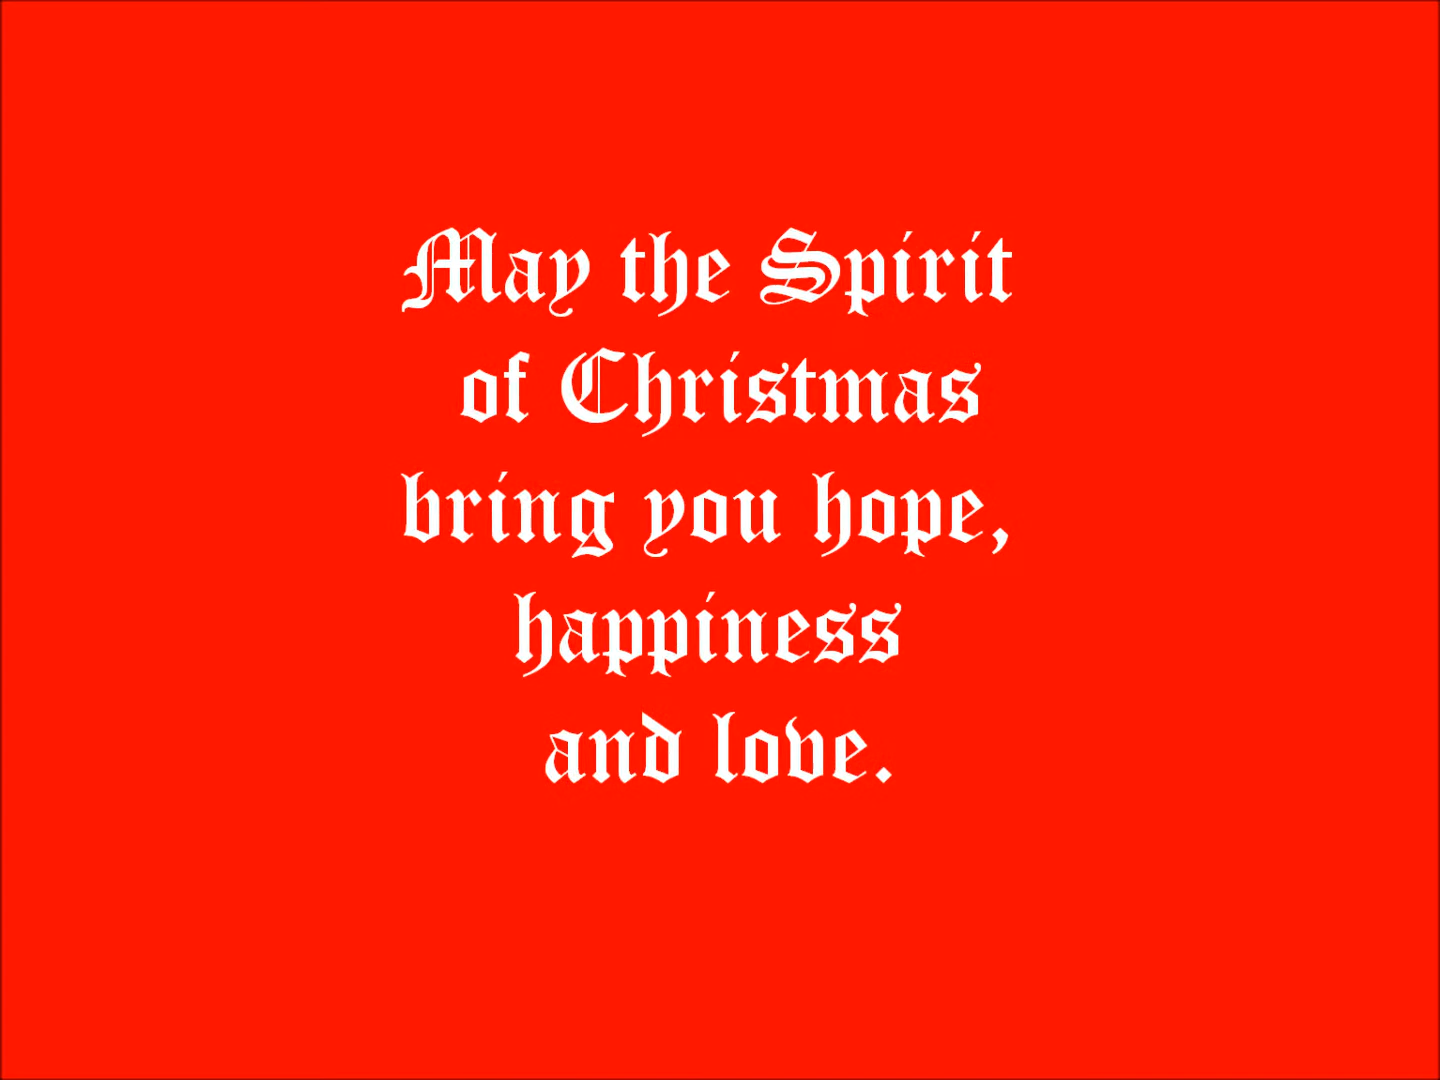 May the Spirit
of Christmas
bring you hope,
happiness
and love.